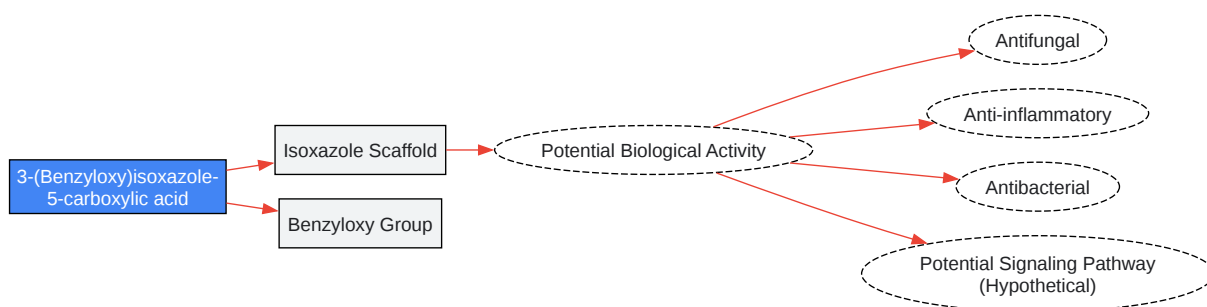 3-(Benzyloxy)isoxazole-
5-carboxylic acid
Isoxazole Scaffold
Benzyloxy Group
Potential Biological Activity
Antifungal
Anti-inflammatory
Antibacterial
Potential Signaling Pathway
(Hypothetical)